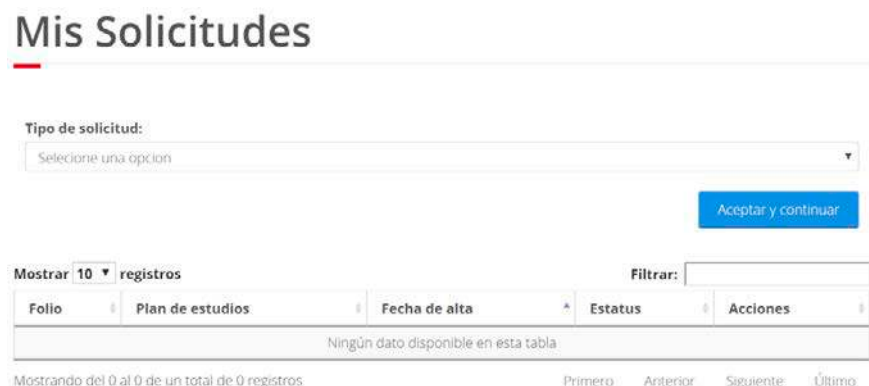 Mis Solicitudes
Tipo de solicitud:
Selecione una opcion
Aceptar y continuar
Mostrar 10 registros Filtrar:
Folio Plan de estudios Fecha de alta Estatus Acciones
Ningún dato disponible en esta tabla
Mostrando del 0 al 0 de un total de 0 registros Primero Anterior Siguiente Último